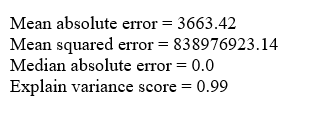 Mean absolute error = 3663.42
Mean squared error = 838976923.14
Median absolute error = 0.0
Explain variance score = 0.99